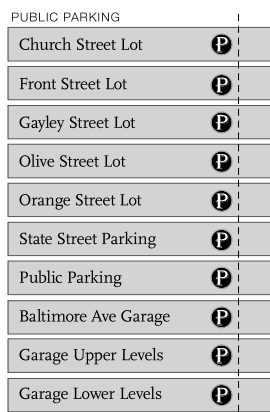 PUBLIC PARKING
Church Street Lot P
Front Street Lot P
Gayley Street Lot P
Olive Street Lot P
Orange Street Lot P
State Street Parking P
Public Parking P
Baltimore Ave Garage P
Garage Upper Levels P
Garage Lower Levels P